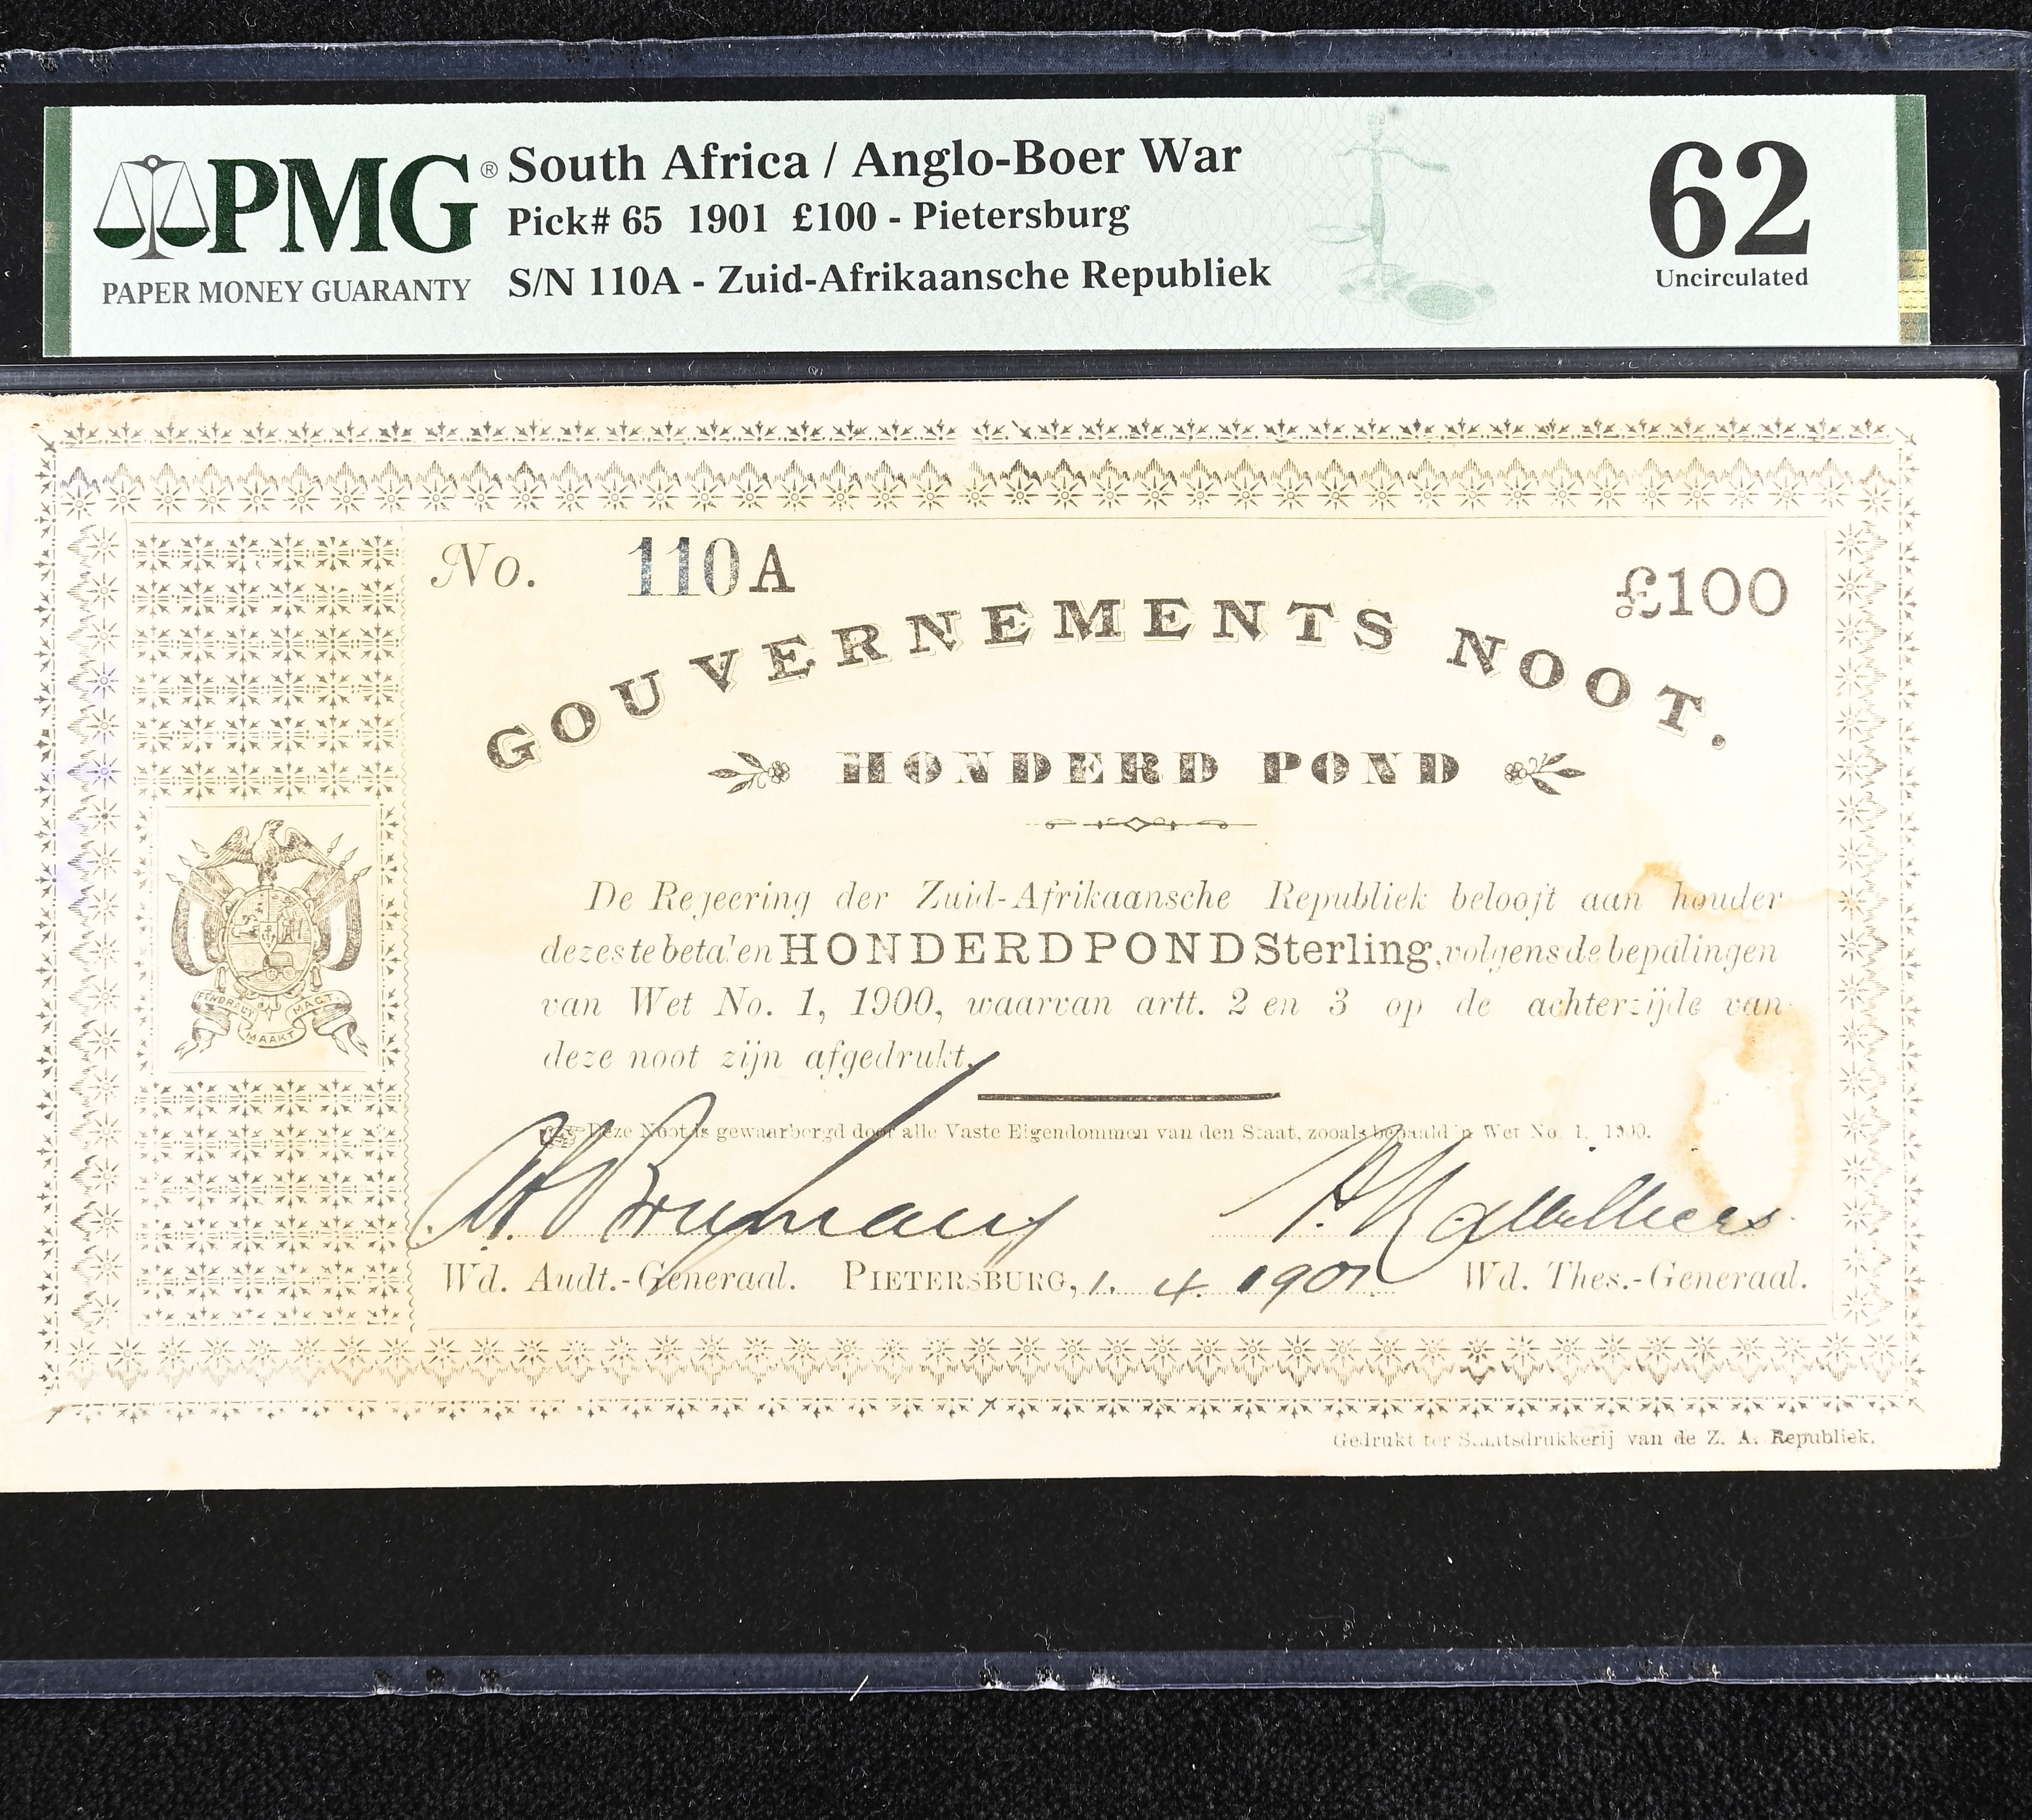 PMG®
PAPER MONEY GUARANTY
South Africa / Anglo-Boer War
Pick# 65 1901 £100 - Pietersburg
S/N 110A - Zuid-Afrikaansche Republiek
62
Uncirculated
No. 110A
£100
GOUVERNEMENTS NOOT.
HONDERD POND
De Regeering der Zuid-Afrikaansche Republiek belooft aan houder
dezes te betalen HONDERD POND Sterling, volgens de bepalingen
van Wet No. 1, 1900, waarvan artt. 2 en 3 op de achterzijde van
deze noot zijn afgedrukt.
EENDRAGT MAAKT MAGT
Deze Noot is gewaarborgd door alle Vaste Eigendommen van den Staat, zooals bepaald in Wet No. 1. 1900.
Wd. Audt.-Generaal. PIETERSBURG, 1. 4. 1901. Wd. Thes.-Generaal.
Gedrukt ter Staatsdrukkerij van de Z. A. Republiek.